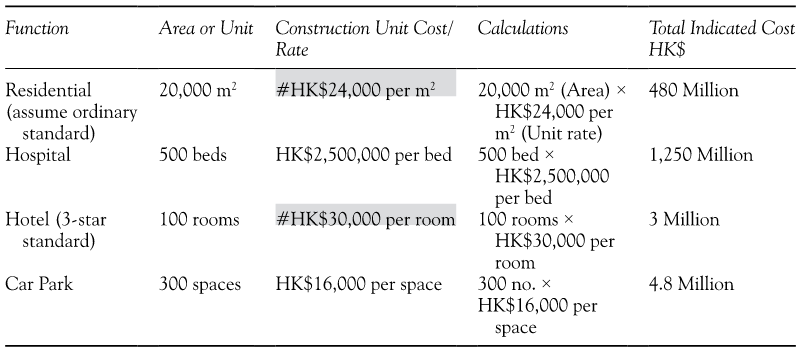 Function Area or Unit Construction Unit Cost/ Calculations Total Indicated Cost
Rate HK$
Residential 20,000 m² #HK$24,000 per m² 20,000 m² (Area) × 480 Million
(assume ordinary HK$24,000 per
standard) m² (Unit rate)
Hospital 500 beds HK$2,500,000 per bed 500 bed × 1,250 Million
HK$2,500,000
per bed
Hotel (3-star #HK$30,000 per room 100 rooms 100 rooms × 3 Million
standard) HK$30,000 per
room
Car Park 300 spaces HK$16,000 per space 300 no. × 4.8 Million
HK$16,000 per
space